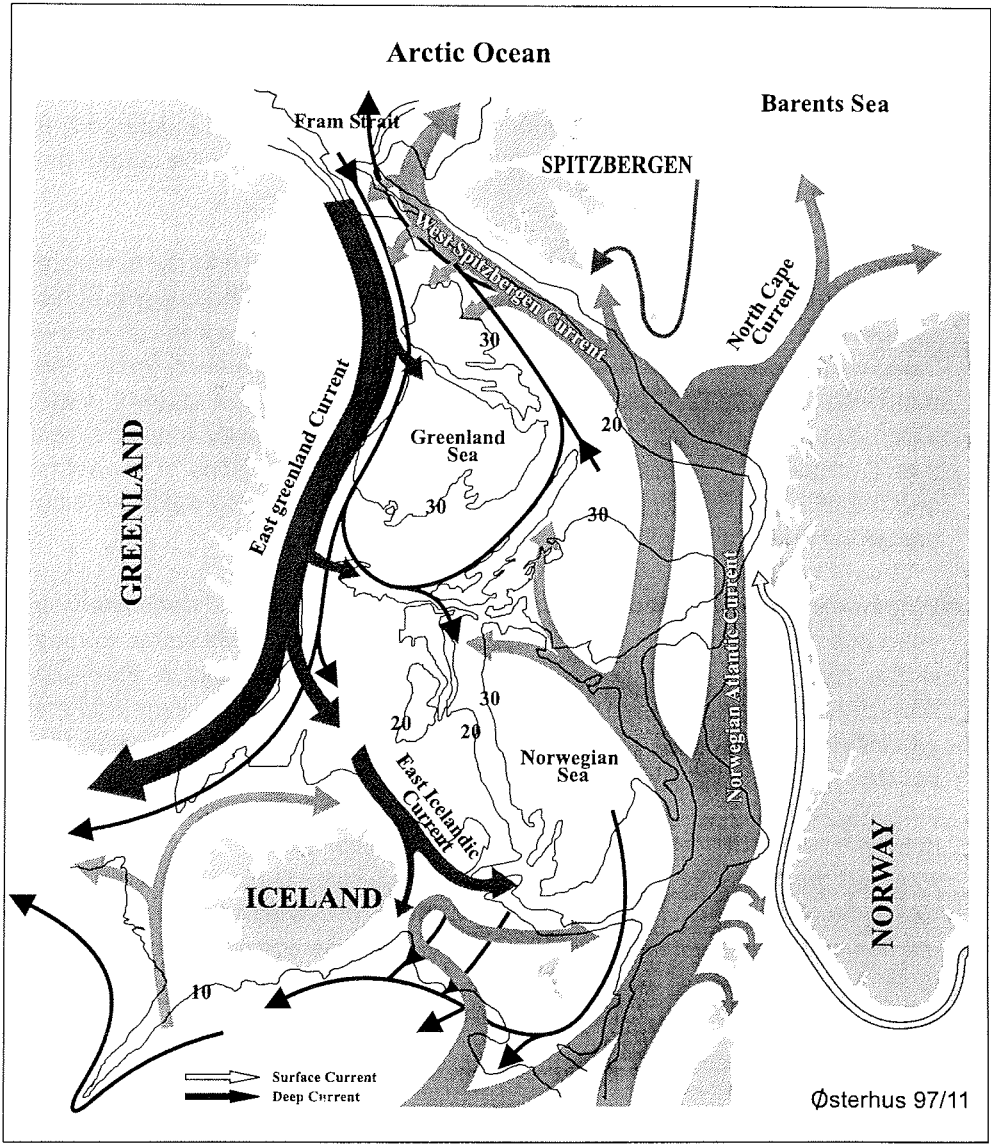 Arctic Ocean
Barents Sea
Fram Strait
SPITZBERGEN
West-Spitzbergen Current
North Cape
Current
30
20
East greenland Current
Greenland
Sea
30
30
GREENLAND
Norwegian Atlantic Current
30
20
20
Norwegian
Sea
East Icelandic
Current
ICELAND
NORWAY
10
Surface Current
Deep Current
Østerhus 97/11